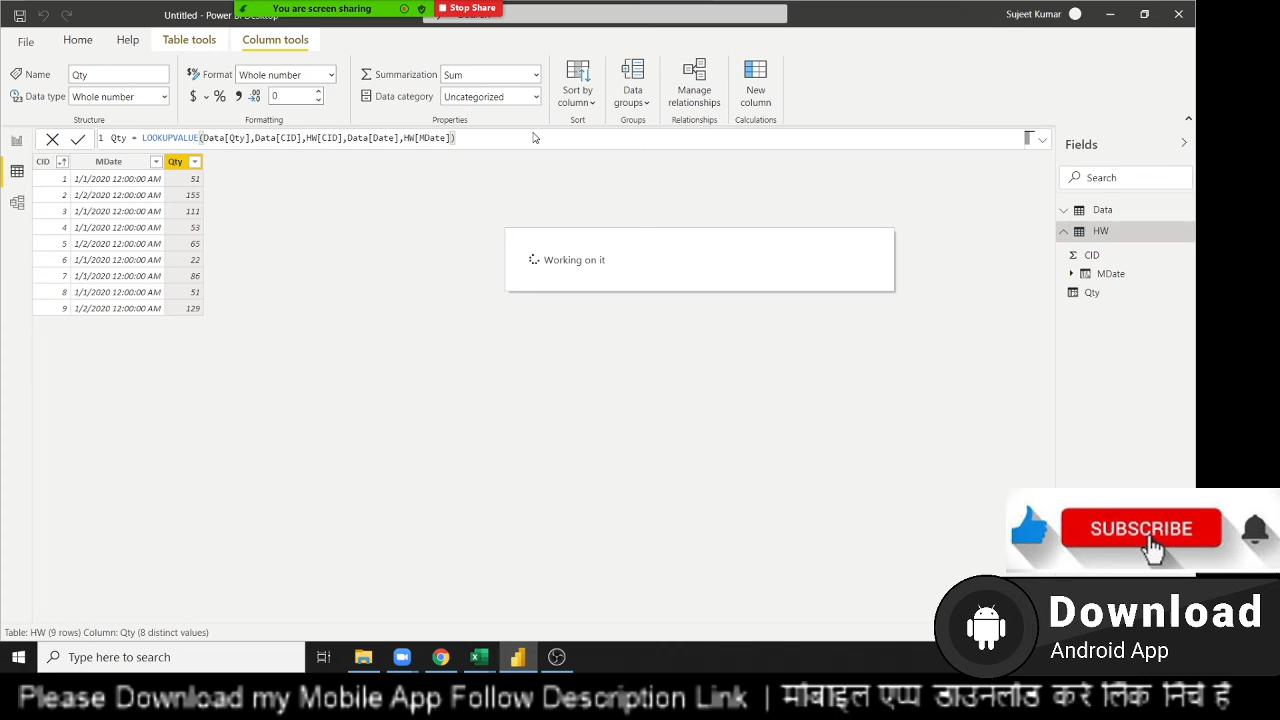 Untitled - Power BI Desktop
You are screen sharing
Stop Share
Sujeet Kumar
File
Home
Help
Table tools
Column tools
Name
Qty
Format
Whole number
Summarization
Sum
Data type
Whole number
$
%
0
Data category
Uncategorized
Sort by
column
Data
groups
Manage
relationships
New
column
Structure
Formatting
Properties
Sort
Groups
Relationships
Calculations
1 Qty = LOOKUPVALUE(Data[Qty],Data[CID],HW[CID],Data[Date],HW[MDate])
CID MDate Qty
1 1/1/2020 12:00:00 AM 51
2 1/2/2020 12:00:00 AM 155
3 1/1/2020 12:00:00 AM 111
4 1/1/2020 12:00:00 AM 53
5 1/2/2020 12:00:00 AM 65
6 1/1/2020 12:00:00 AM 22
7 1/1/2020 12:00:00 AM 86
8 1/1/2020 12:00:00 AM 51
9 1/2/2020 12:00:00 AM 129
Working on it
Fields
Search
Data
HW
CID
MDate
Qty
SUBSCRIBE
Download
Android App
Table: HW (9 rows) Column: Qty (8 distinct values)
Type here to search
Please Download my Mobile App Follow Description Link | मोबाइल एप्प डाउनलोड करे लिंक निचे है